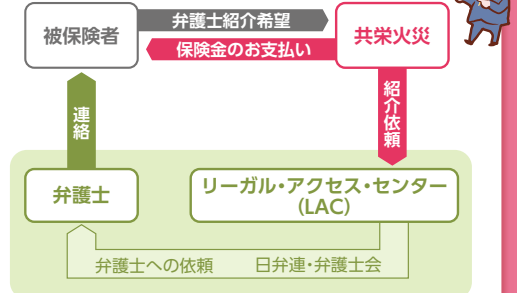 被保険者
弁護士紹介希望
保険金のお支払い
共栄火災
連絡
紹介依頼
弁護士
リーガル・アクセス・センター
(LAC)
弁護士への依頼
日弁連・弁護士会